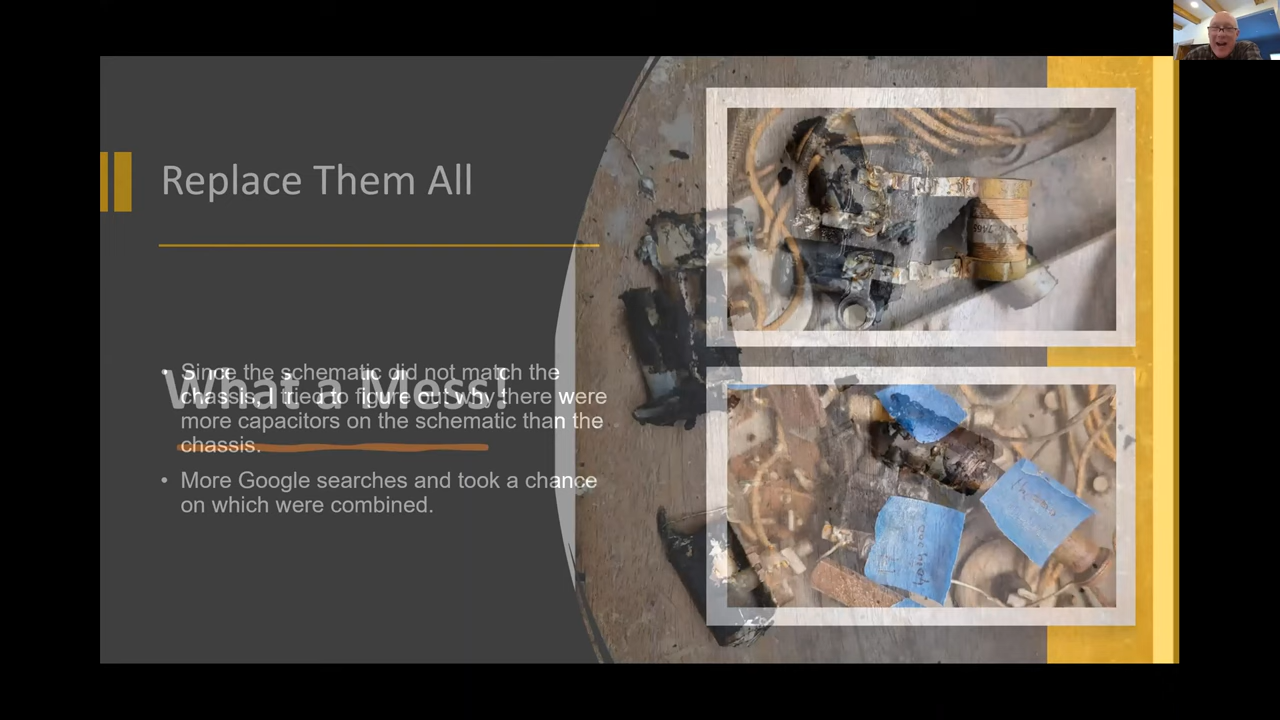 Replace Them All
What a Mess!
• Since the schematic did not match the
chassis, I tried to figure out why there were
more capacitors on the schematic than the
chassis.
• More Google searches and took a chance
on which were combined.